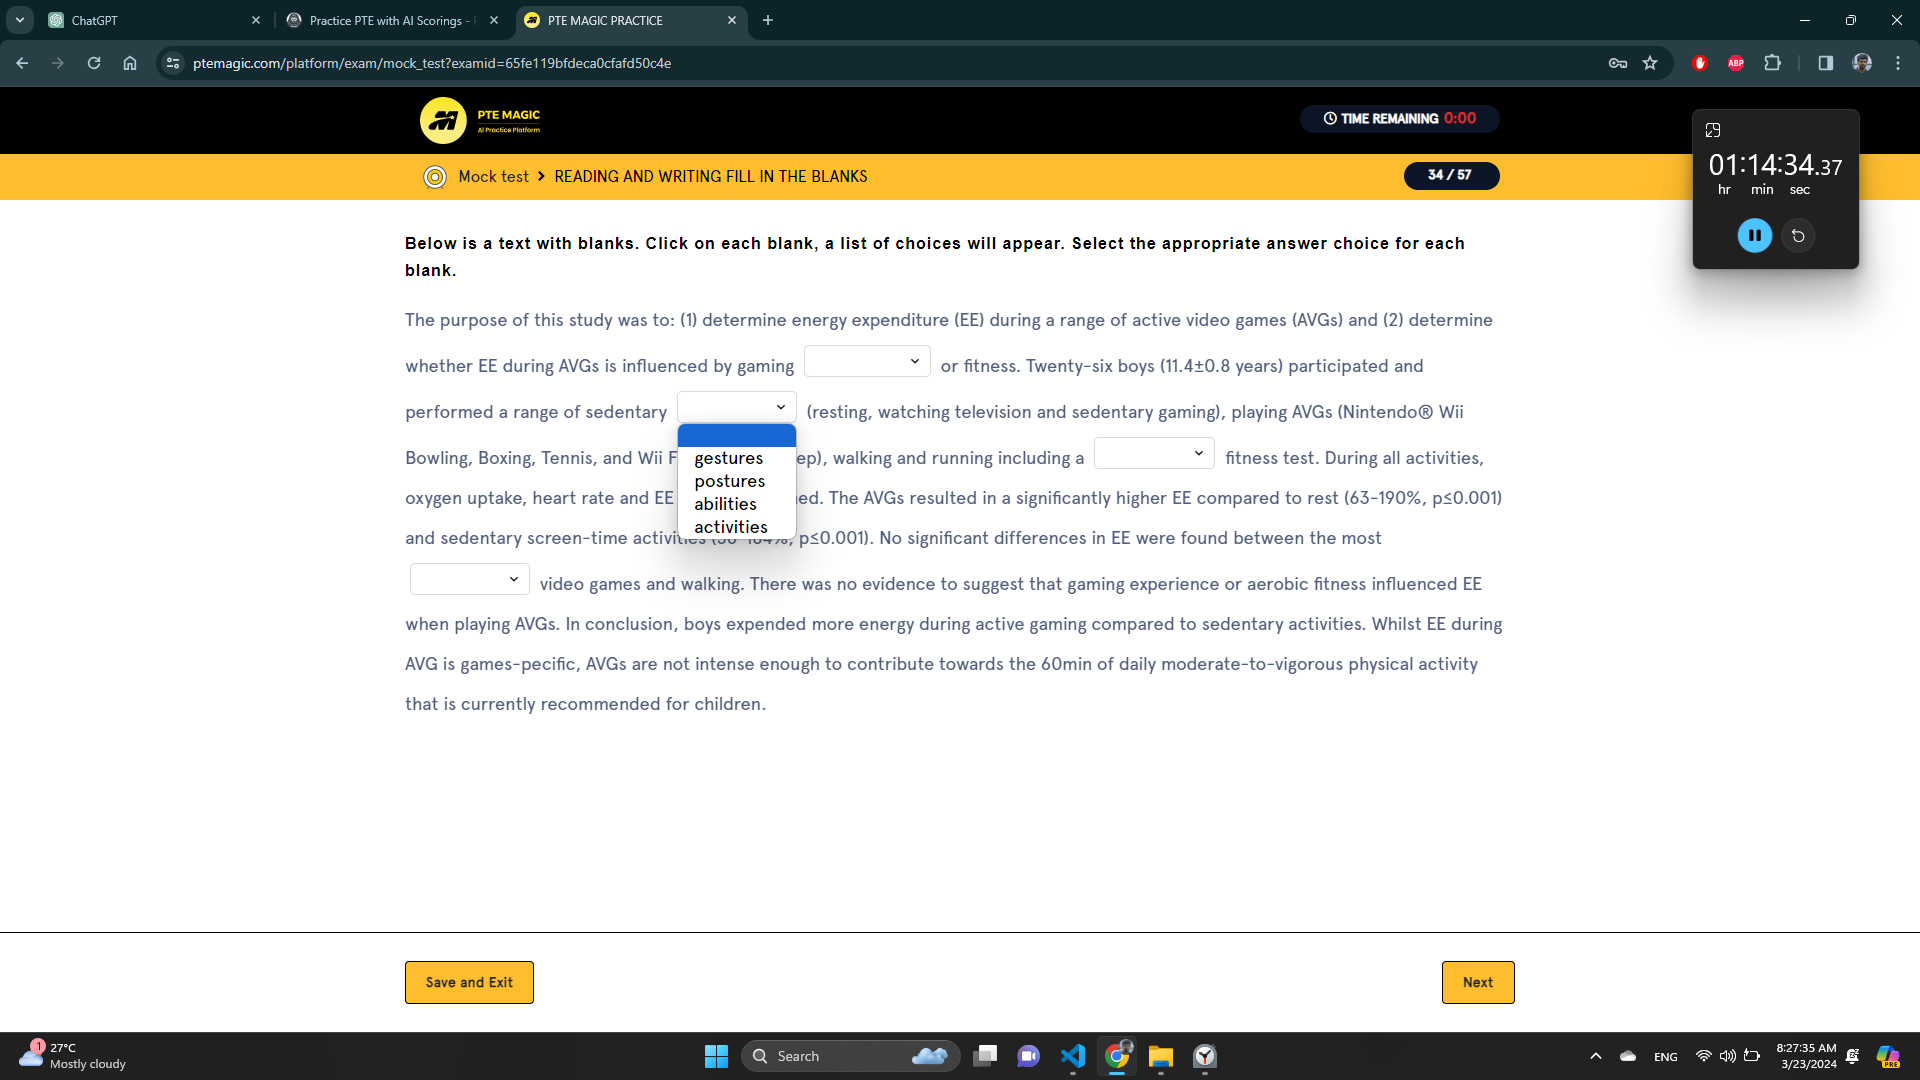 ChatGPT
Practice PTE with AI Scorings -
PTE MAGIC PRACTICE
ptemagic.com/platform/exam/mock_test?examid=65fe119bfdeca0cfafd50c4e
ABP
PTE MAGIC
AI Practice Platform
TIME REMAINING 0:00
01:14:34.37
hr min sec
Mock test > READING AND WRITING FILL IN THE BLANKS
34 / 57
Below is a text with blanks. Click on each blank, a list of choices will appear. Select the appropriate answer choice for each
blank.
The purpose of this study was to: (1) determine energy expenditure (EE) during a range of active video games (AVGs) and (2) determine
whether EE during AVGs is influenced by gaming or fitness. Twenty-six boys (11.4±0.8 years) participated and
performed a range of sedentary (resting, watching television and sedentary gaming), playing AVGs (Nintendo® Wii
Bowling, Boxing, Tennis, and Wii F ep), walking and running including a fitness test. During all activities,
gestures
postures
abilities
activities
oxygen uptake, heart rate and EE ed. The AVGs resulted in a significantly higher EE compared to rest (63-190%, p≤0.001)
and sedentary screen-time activities p≤0.001). No significant differences in EE were found between the most
video games and walking. There was no evidence to suggest that gaming experience or aerobic fitness influenced EE
when playing AVGs. In conclusion, boys expended more energy during active gaming compared to sedentary activities. Whilst EE during
AVG is games-pecific, AVGs are not intense enough to contribute towards the 60min of daily moderate-to-vigorous physical activity
that is currently recommended for children.
Save and Exit
Next
1
27°C
Mostly cloudy
Search
ENG
8:27:35 AM
3/23/2024
PRE